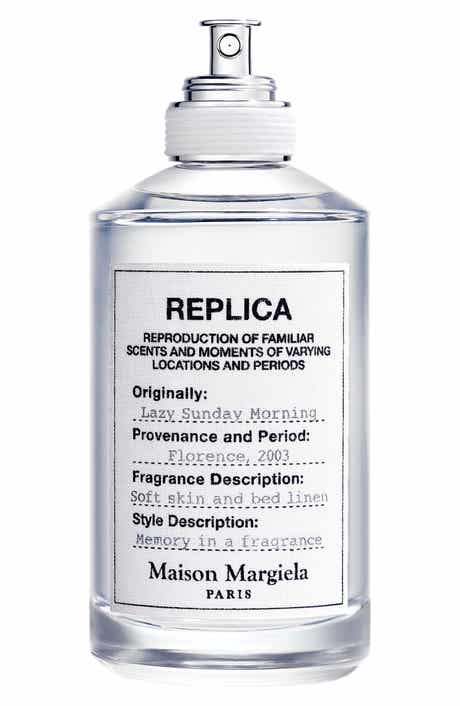 REPLICA
REPRODUCTION OF FAMILIAR
SCENTS AND MOMENTS OF VARYING
LOCATIONS AND PERIODS
Originally:
Lazy Sunday Morning
Provenance and Period:
Florence, 2003
Fragrance Description:
Soft skin and bed linen
Style Description:
Memory in a fragrance
Maison Margiela
PARIS